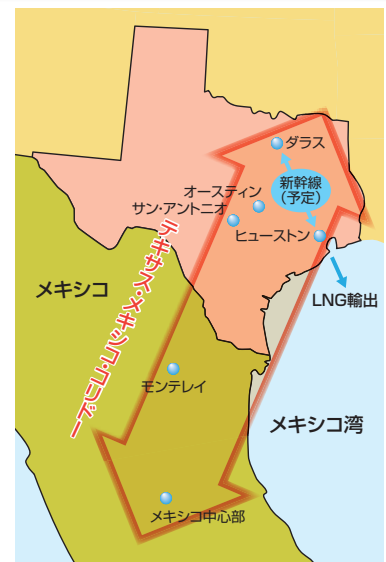 ダラス
新幹線
（予定）
オースティン
サン・アントニオ
ヒューストン
LNG輸出
テキサス・メキシコ・コリドー
メキシコ
モンテレイ
メキシコ湾
メキシコ中心部